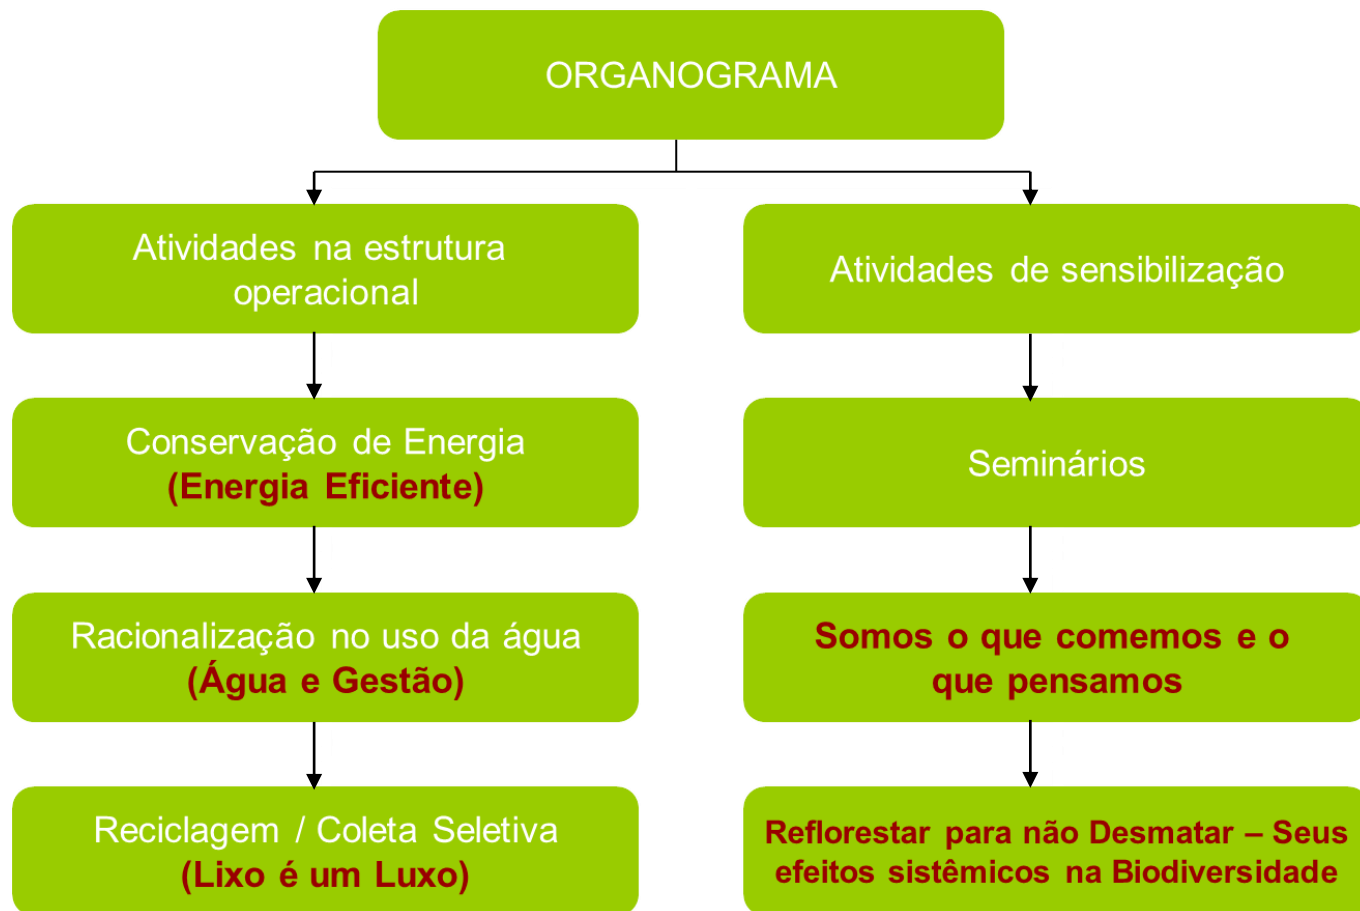 ORGANOGRAMA
Atividades na estrutura
operacional
Atividades de sensibilização
Conservação de Energia
(Energia Eficiente)
Seminários
Racionalização no uso da água
(Água e Gestão)
Somos o que comemos e o
que pensamos
Reciclagem / Coleta Seletiva
(Lixo é um Luxo)
Reflorestar para não Desmatar – Seus
efeitos sistêmicos na Biodiversidade